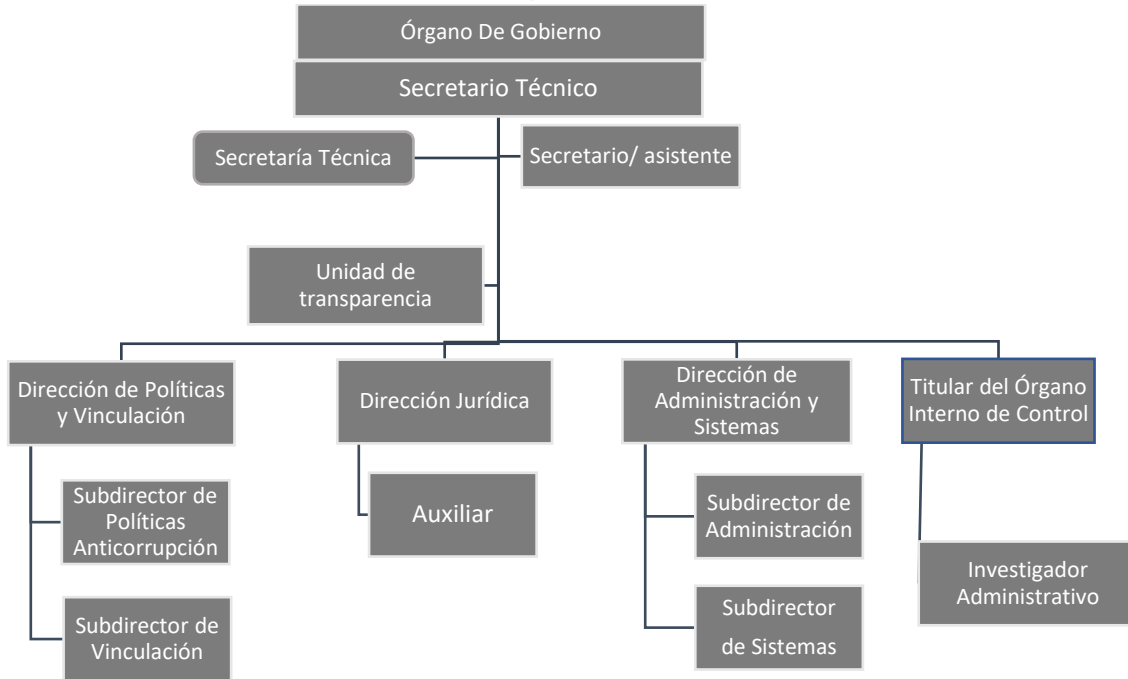 Órgano De Gobierno
Secretario Técnico
Secretaría Técnica
Secretario/ asistente
Unidad de
transparencia
Dirección de Políticas
y Vinculación
Dirección Jurídica
Dirección de
Administración y
Sistemas
Titular del Órgano
Interno de Control
Subdirector de
Políticas
Anticorrupción
Auxiliar
Subdirector de
Administración
Investigador
Administrativo
Subdirector de
Vinculación
Subdirector
de Sistemas